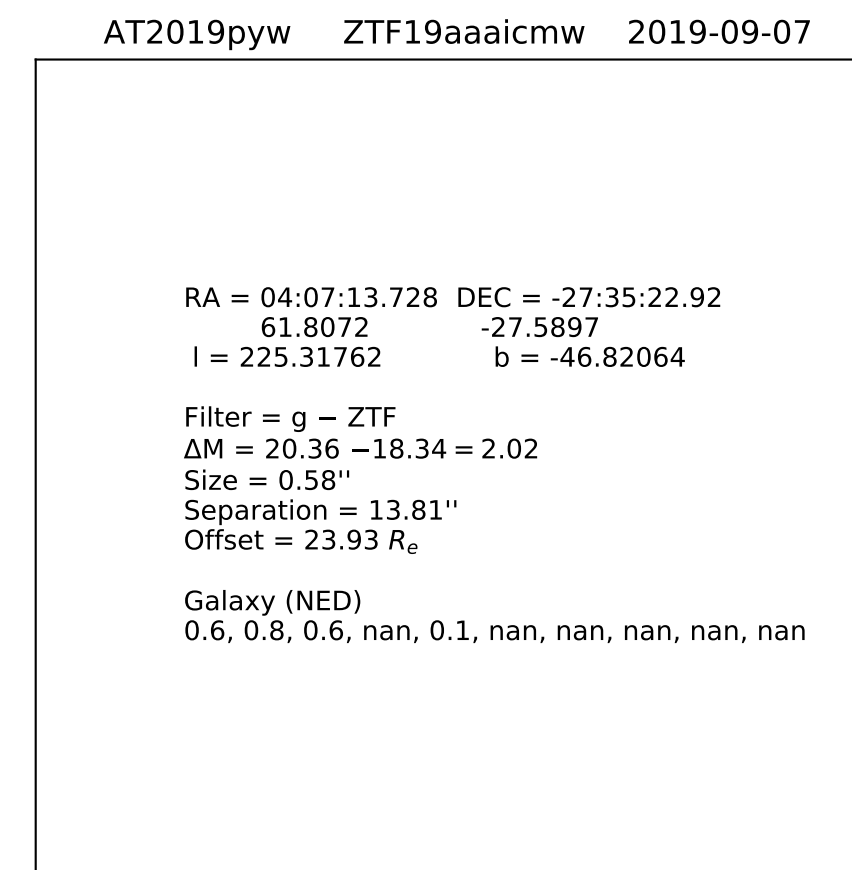 AT2019pyw ZTF19aaaicmw 2019-09-07
RA = 04:07:13.728 DEC = -27:35:22.92
61.8072 -27.5897
l = 225.31762 b = -46.82064
Filter = g − ZTF
ΔM = 20.36 −18.34 = 2.02
Size = 0.58''
Separation = 13.81''
Offset = 23.93 Re
Galaxy (NED)
0.6, 0.8, 0.6, nan, 0.1, nan, nan, nan, nan, nan